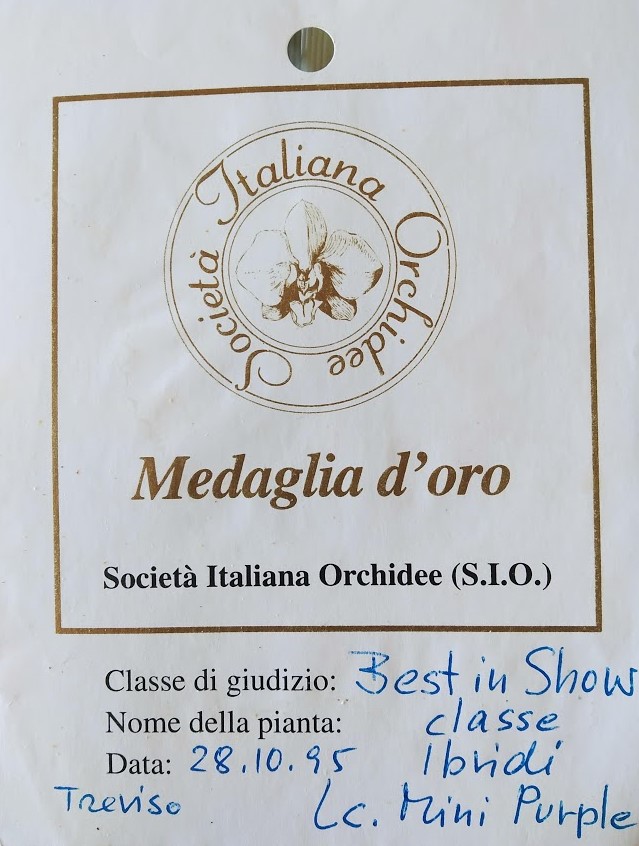 Società Italiana Orchidee
Medaglia d'oro
Società Italiana Orchidee (S.I.O.)
Classe di giudizio: Best in Show
Nome della pianta: classe
Data: 28.10.95 Ibridi
Treviso Lc. Mini Purple